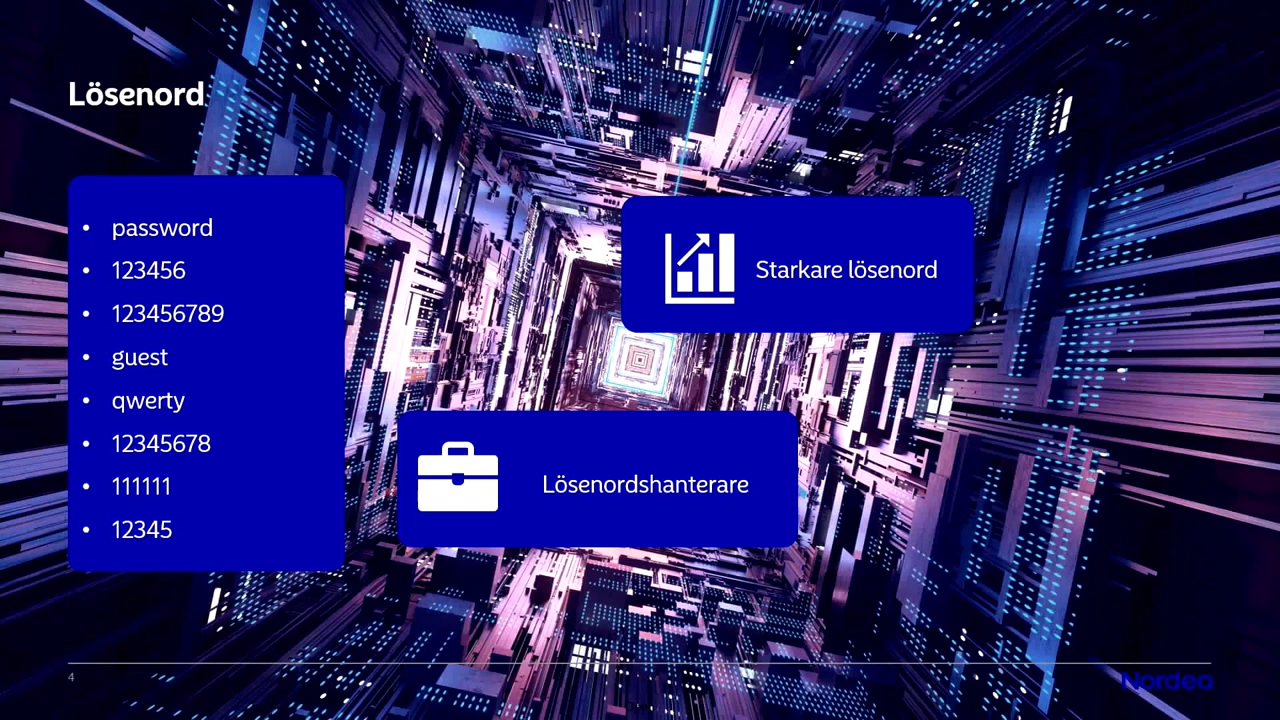 Lösenord
• password
• 123456
• 123456789
• guest
• qwerty
• 12345678
• 111111
• 12345
Starkare lösenord
Lösenordshanterare
4
Nordea